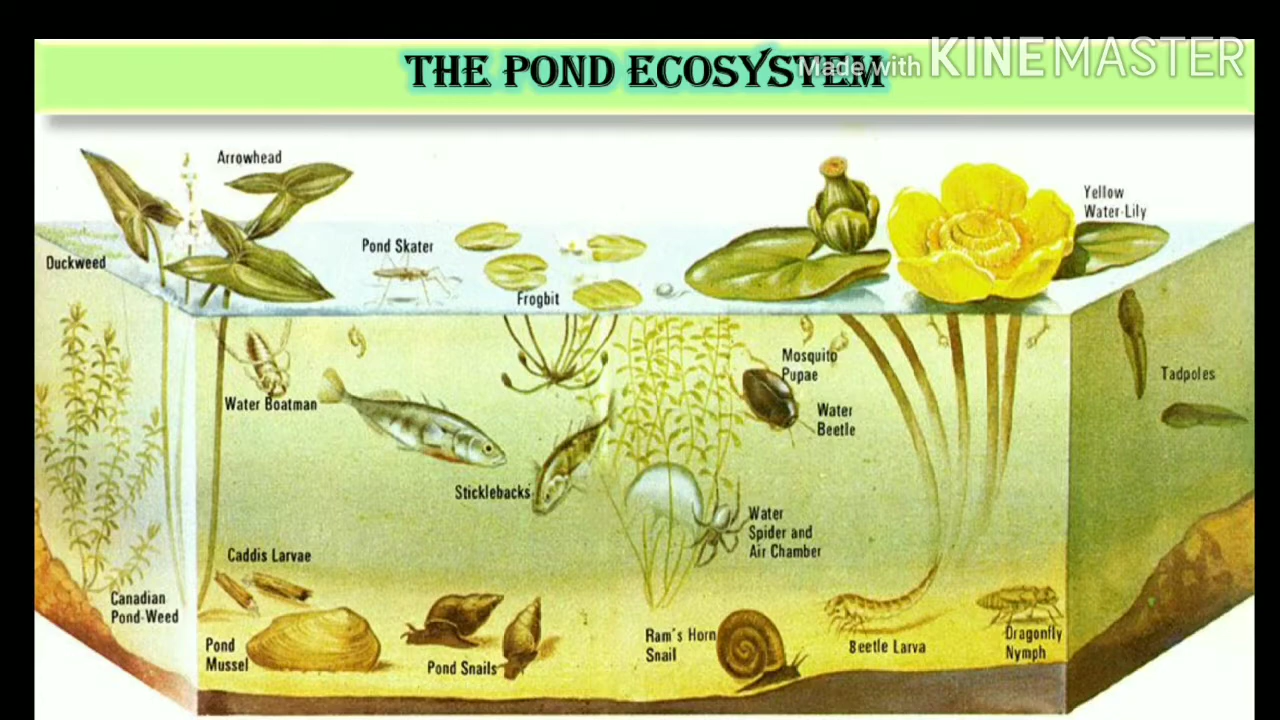 THE POND ECOSYSTEM
Made with KINEMASTER
Arrowhead
Yellow
Water-Lily
Pond Skater
Duckweed
Frogbit
Mosquito
Pupae
Tadpoles
Water Boatman
Water
Beetle
Sticklebacks
Water
Spider and
Air Chamber
Caddis Larvae
Canadian
Pond-Weed
Pond
Mussel
Pond Snails
Ram's Horn
Snail
Beetle Larva
Dragonfly
Nymph